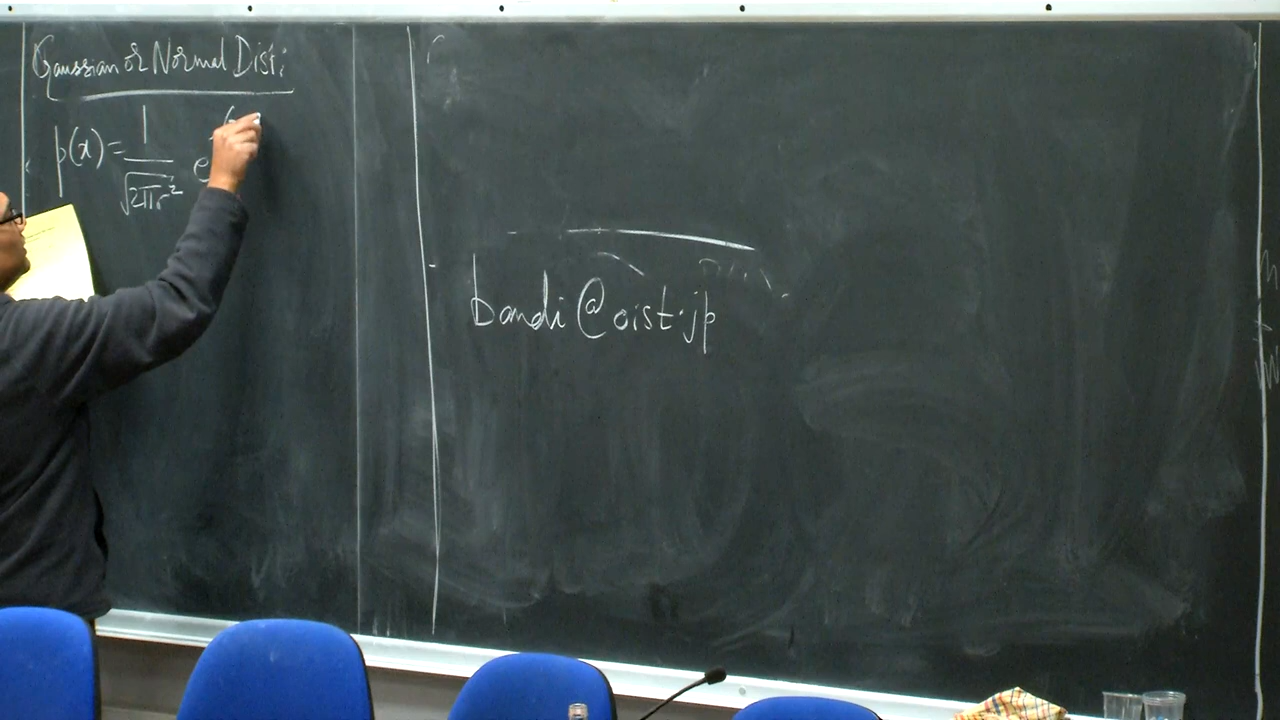 Gaussian or Normal Dist:
p(x) = 1/√(2πσ²) e
bandi@oist.jp